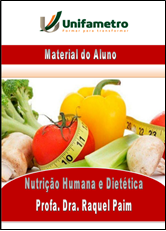 Unifametro
Formar para transformar
Material do Aluno
Nutrição Humana e Dietética
Profa. Dra. Raquel Paim